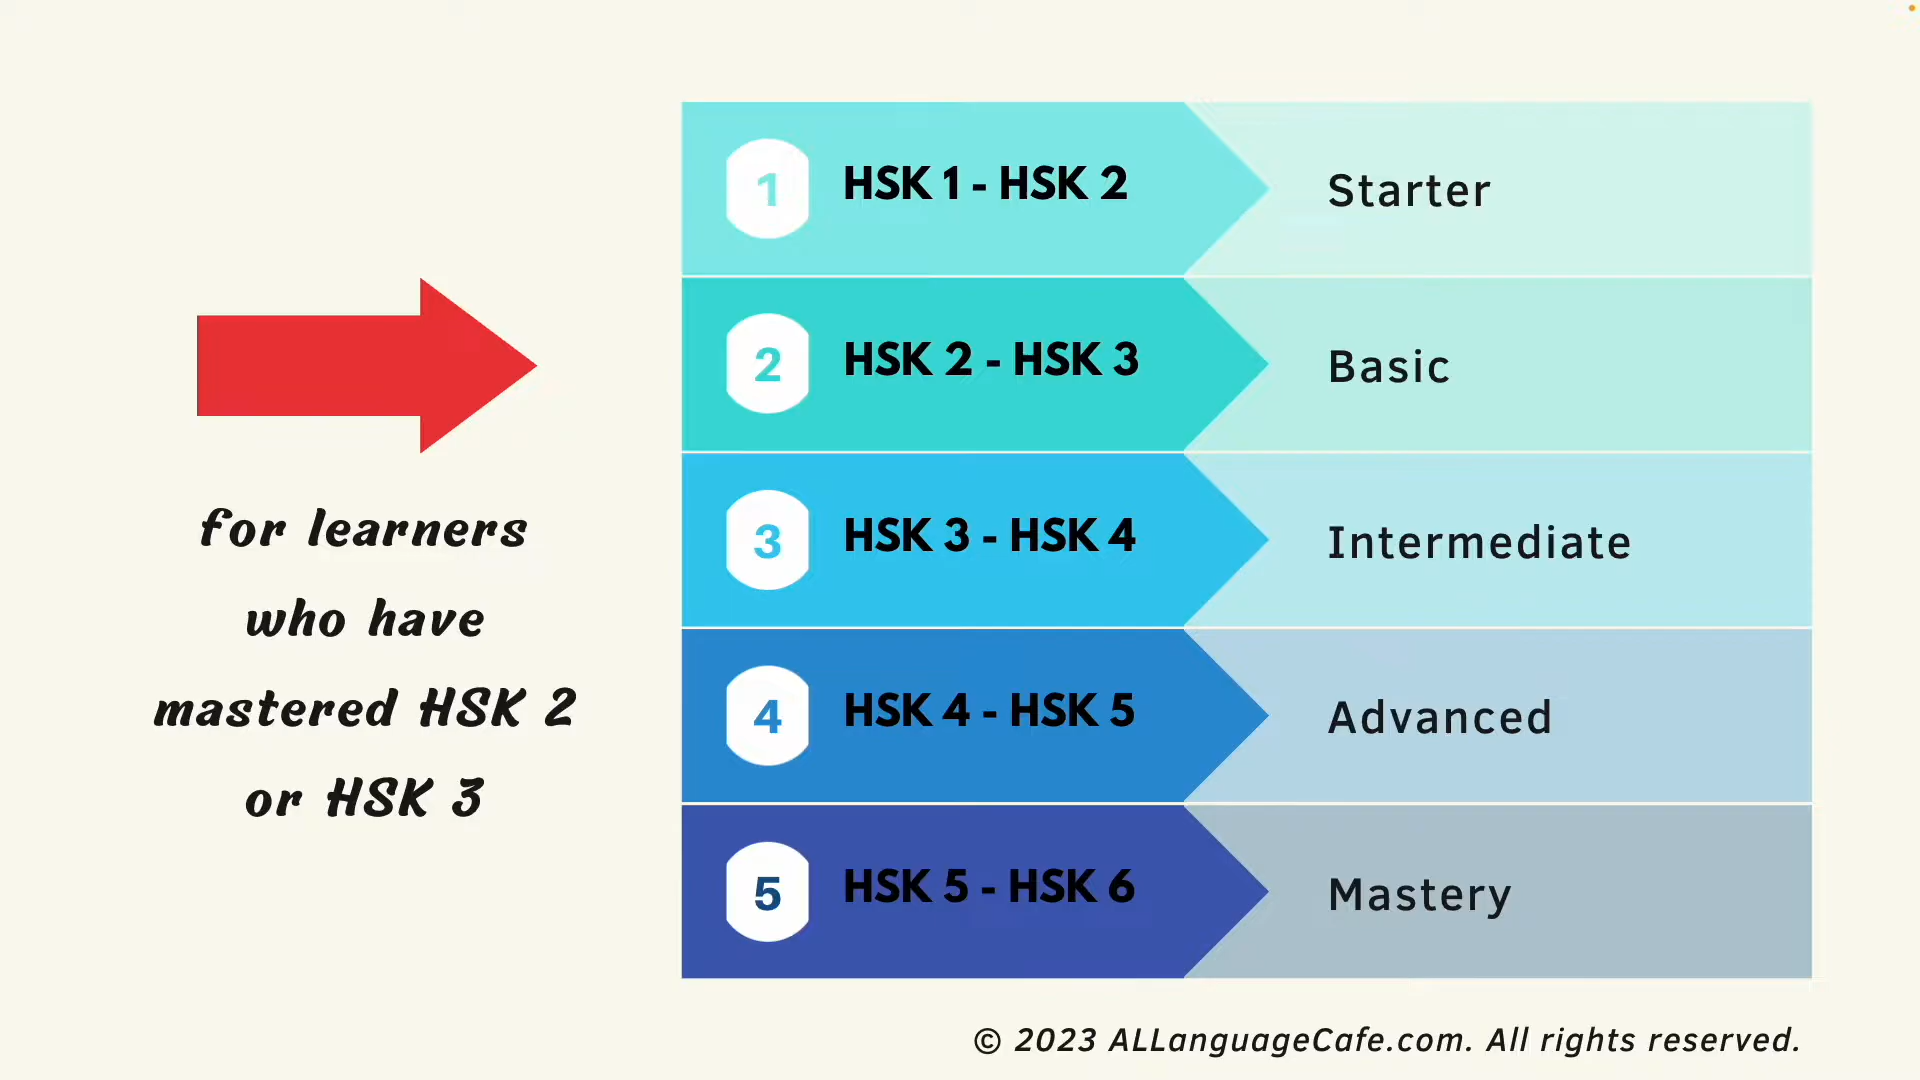 for learners
who have
mastered HSK 2
or HSK 3
1 HSK 1 - HSK 2 Starter
2 HSK 2 - HSK 3 Basic
3 HSK 3 - HSK 4 Intermediate
4 HSK 4 - HSK 5 Advanced
5 HSK 5 - HSK 6 Mastery
© 2023 ALLanguageCafe.com. All rights reserved.